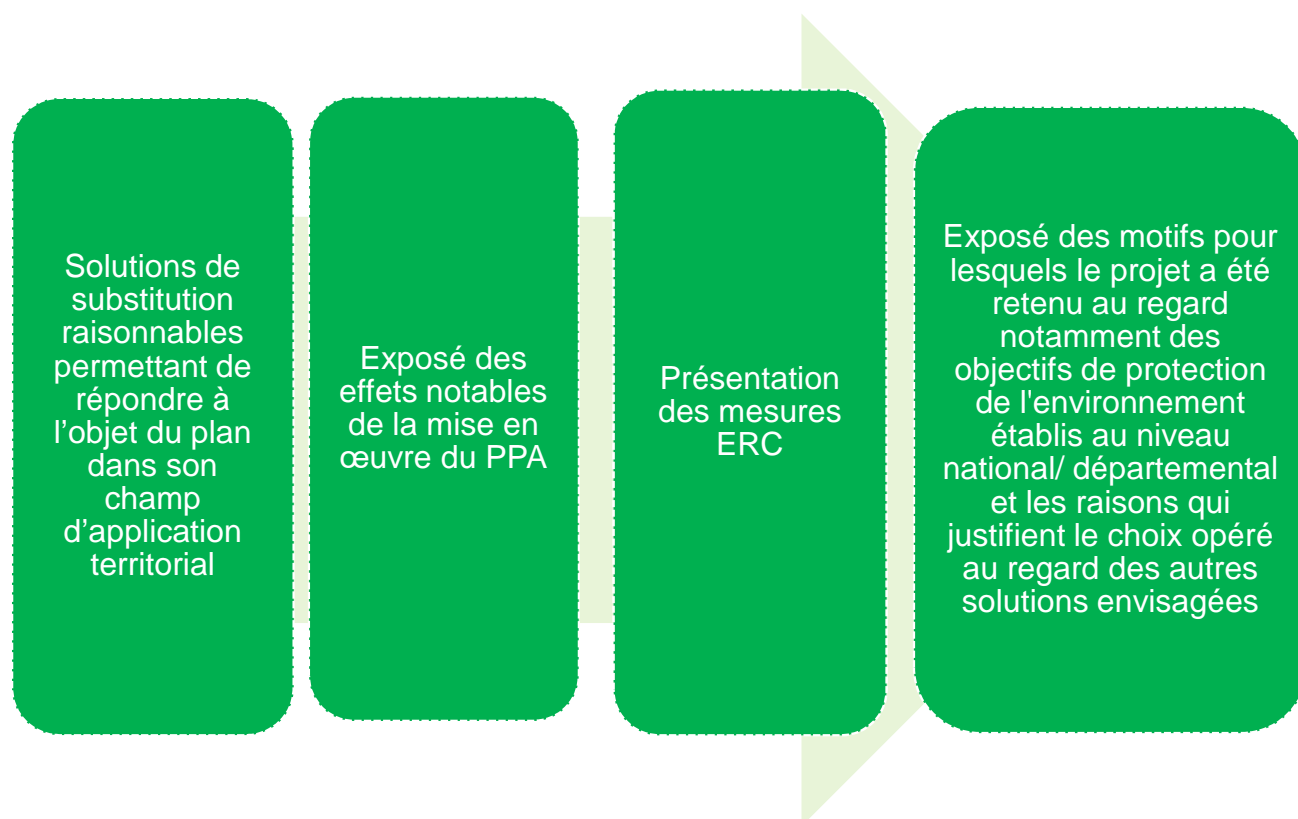 Solutions de
substitution
raisonnables
permettant de
répondre à
l’objet du plan
dans son
champ
d’application
territorial
Exposé des
effets notables
de la mise en
œuvre du PPA
Présentation
des mesures
ERC
Exposé des motifs pour
lesquels le projet a été
retenu au regard
notamment des
objectifs de protection
de l'environnement
établis au niveau
national/ départemental
et les raisons qui
justifient le choix opéré
au regard des autres
solutions envisagées